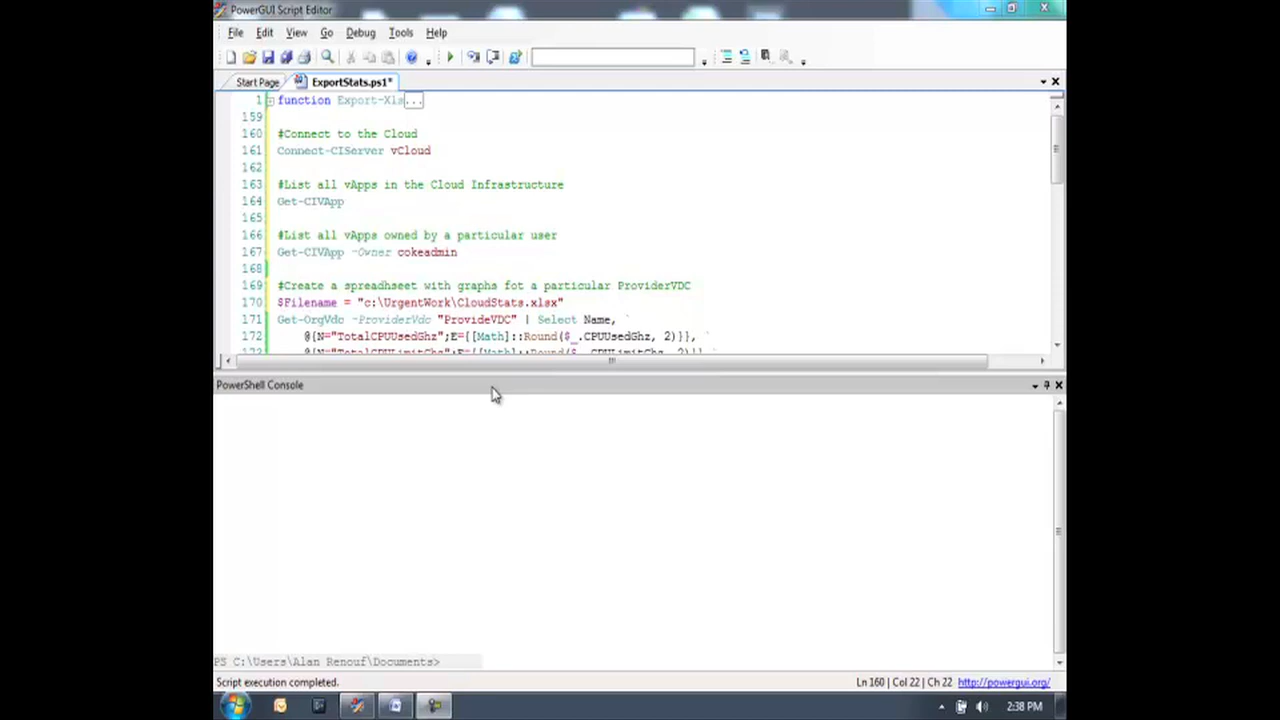 PowerGUI Script Editor
File Edit View Go Debug Tools Help
Start Page ExportStats.ps1*
1 function Export-Xls...
159
160 #Connect to the Cloud
161 Connect-CIServer vCloud
162
163 #List all vApps in the Cloud Infrastructure
164 Get-CIVApp
165
166 #List all vApps owned by a particular user
167 Get-CIVApp -Owner cokeadmin
168
169 #Create a spreadhseet with graphs fot a particular ProviderVDC
170 $Filename = "c:\UrgentWork\CloudStats.xlsx"
171 Get-OrgVdc -ProviderVdc "ProvideVDC" | Select Name, `
172 @{N="TotalCPUUsedGhz";E={[Math]::Round($_.CPUUsedGhz, 2)}}, `
PowerShell Console
PS C:\Users\Alan Renouf\Documents>
Script execution completed. Ln 160 | Col 22 | Ch 22 http://powergui.org/
2:38 PM